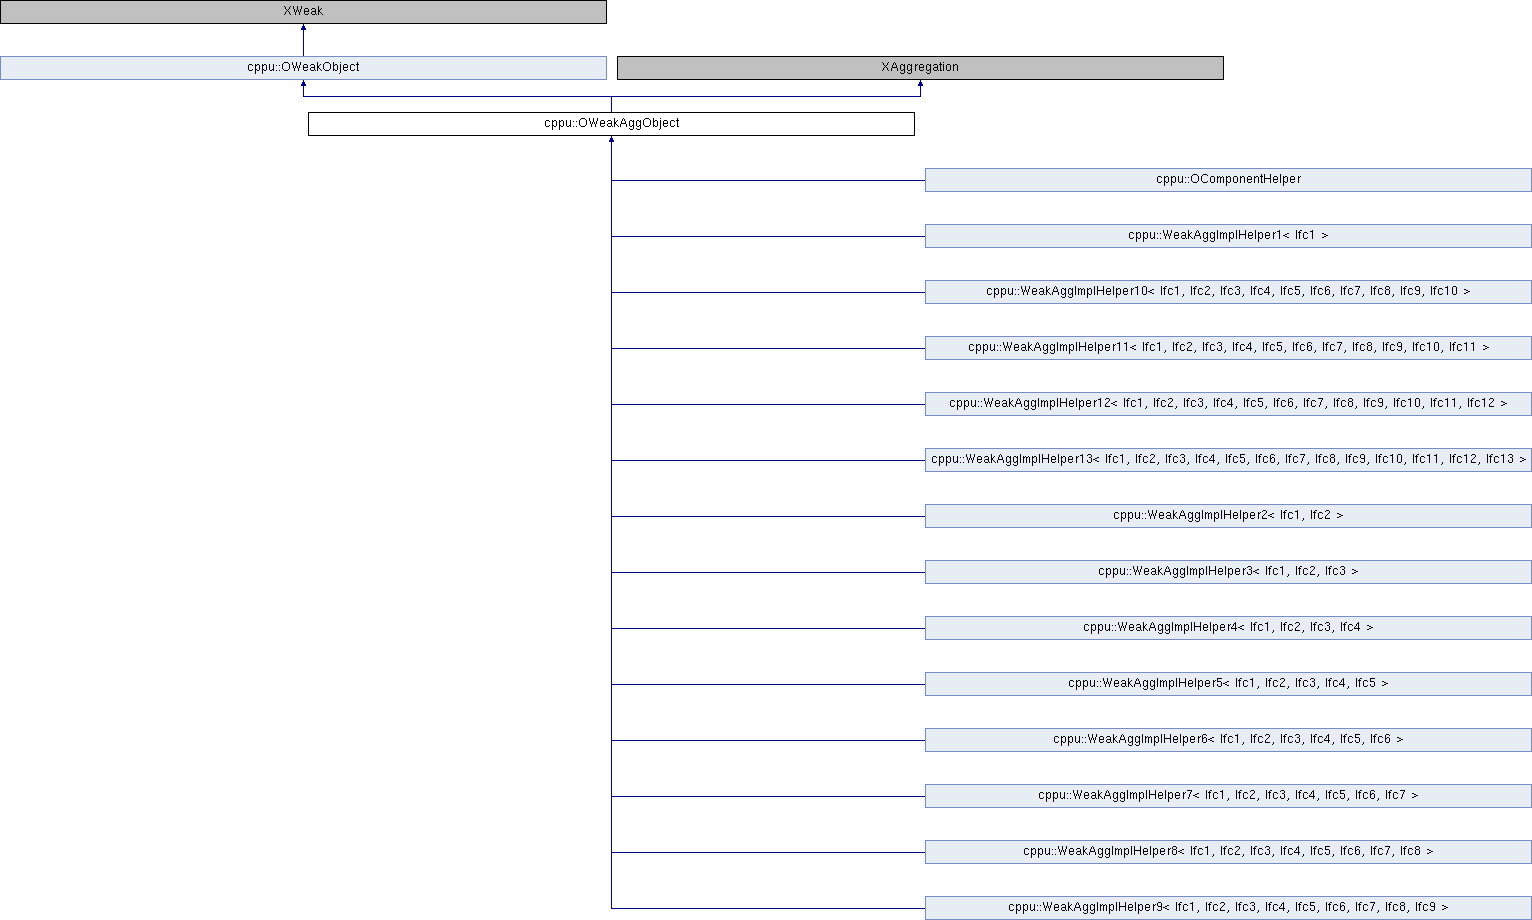 XWeak
cppu::OWeakObject
XAggregation
cppu::OWeakAggObject
cppu::OComponentHelper
cppu::WeakAggImplHelper1< Ifc1 >
cppu::WeakAggImplHelper10< Ifc1, Ifc2, Ifc3, Ifc4, Ifc5, Ifc6, Ifc7, Ifc8, Ifc9, Ifc10 >
cppu::WeakAggImplHelper11< Ifc1, Ifc2, Ifc3, Ifc4, Ifc5, Ifc6, Ifc7, Ifc8, Ifc9, Ifc10, Ifc11 >
cppu::WeakAggImplHelper12< Ifc1, Ifc2, Ifc3, Ifc4, Ifc5, Ifc6, Ifc7, Ifc8, Ifc9, Ifc10, Ifc11, Ifc12 >
cppu::WeakAggImplHelper13< Ifc1, Ifc2, Ifc3, Ifc4, Ifc5, Ifc6, Ifc7, Ifc8, Ifc9, Ifc10, Ifc11, Ifc12, Ifc13 >
cppu::WeakAggImplHelper2< Ifc1, Ifc2 >
cppu::WeakAggImplHelper3< Ifc1, Ifc2, Ifc3 >
cppu::WeakAggImplHelper4< Ifc1, Ifc2, Ifc3, Ifc4 >
cppu::WeakAggImplHelper5< Ifc1, Ifc2, Ifc3, Ifc4, Ifc5 >
cppu::WeakAggImplHelper6< Ifc1, Ifc2, Ifc3, Ifc4, Ifc5, Ifc6 >
cppu::WeakAggImplHelper7< Ifc1, Ifc2, Ifc3, Ifc4, Ifc5, Ifc6, Ifc7 >
cppu::WeakAggImplHelper8< Ifc1, Ifc2, Ifc3, Ifc4, Ifc5, Ifc6, Ifc7, Ifc8 >
cppu::WeakAggImplHelper9< Ifc1, Ifc2, Ifc3, Ifc4, Ifc5, Ifc6, Ifc7, Ifc8, Ifc9 >